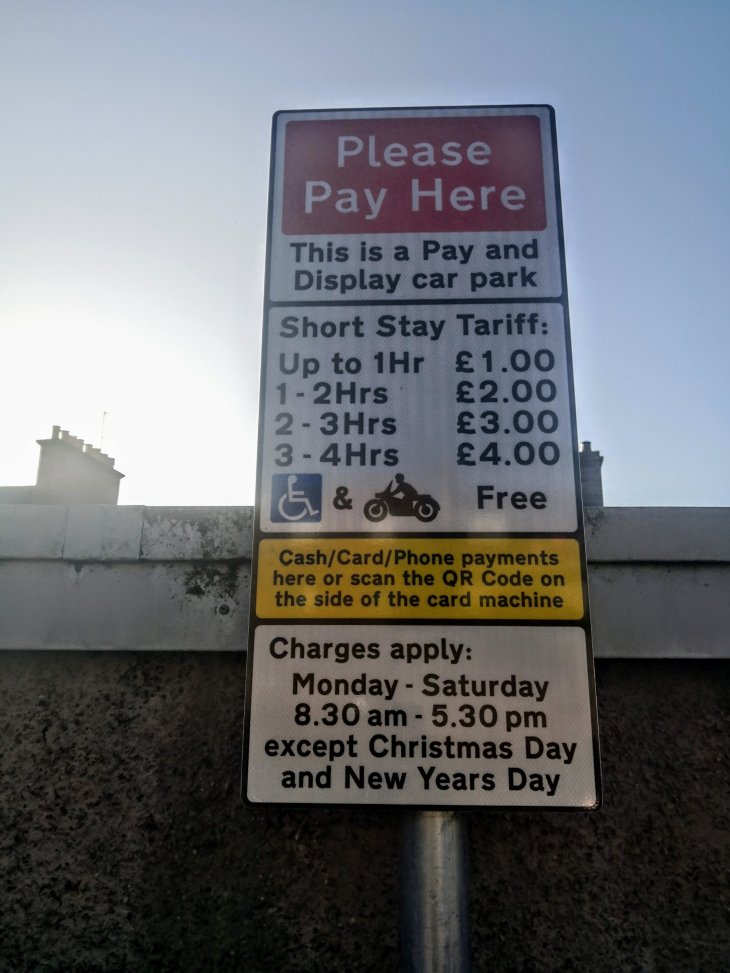 Please
Pay Here
This is a Pay and
Display car park
Short Stay Tariff:
Up to 1Hr £1.00
1 - 2Hrs £2.00
2 - 3Hrs £3.00
3 - 4Hrs £4.00
& Free
Cash/Card/Phone payments
here or scan the QR Code on
the side of the card machine
Charges apply:
Monday - Saturday
8.30 am - 5.30 pm
except Christmas Day
and New Years Day